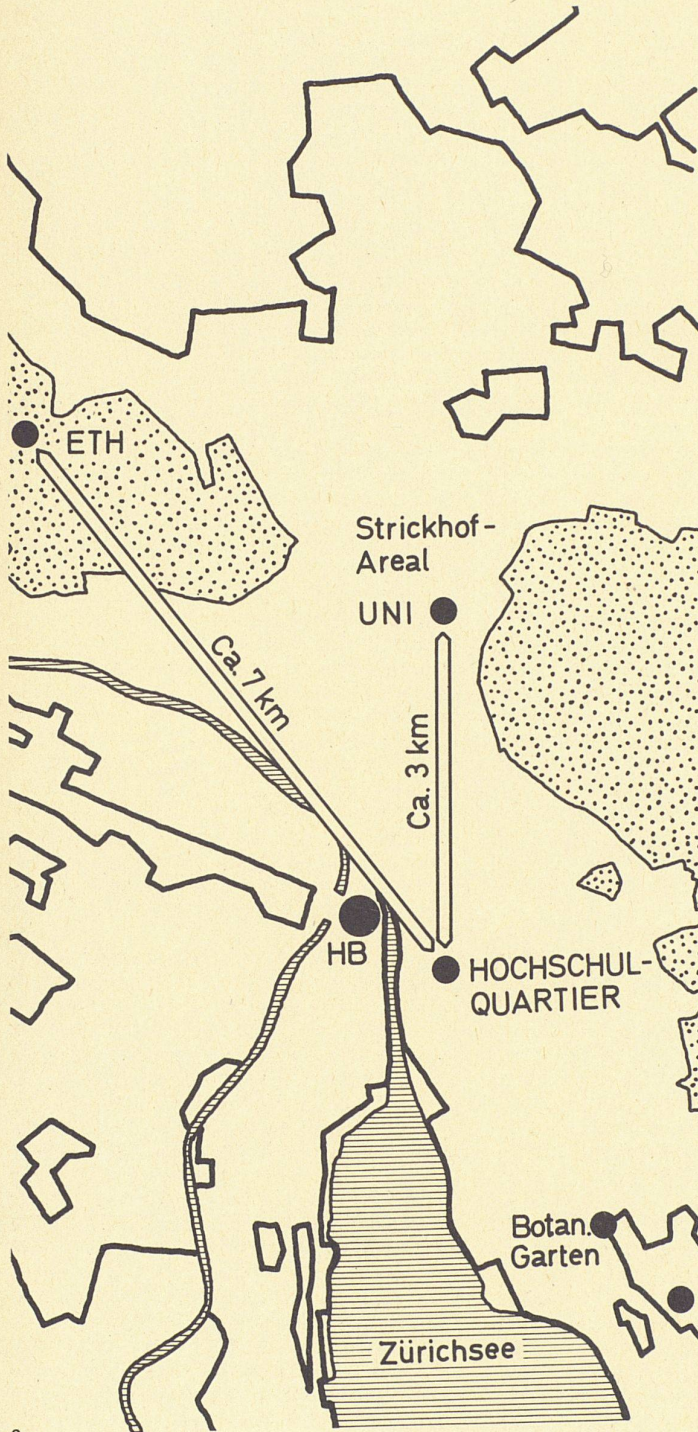 ETH
Strickhof-
Areal
UNI
Ca. 7 km
Ca. 3 km
HB
HOCHSCHUL-
QUARTIER
Botan.
Garten
Zürichsee